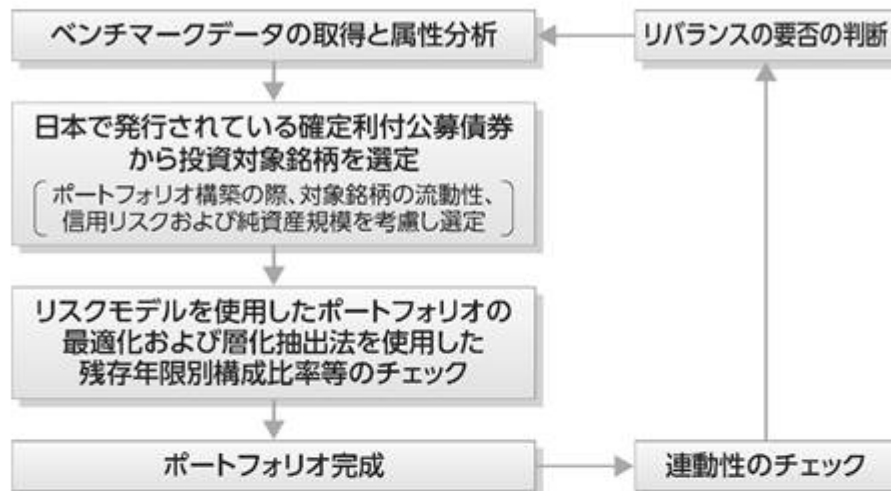 ベンチマークデータの取得と属性分析
リバランスの要否の判断
日本で発行されている確定利付公募債券
から投資対象銘柄を選定
ポートフォリオ構築の際、対象銘柄の流動性、
信用リスクおよび純資産規模を考慮し選定
リスクモデルを使用したポートフォリオの
最適化および層化抽出法を使用した
残存年限別構成比率等のチェック
ポートフォリオ完成
連動性のチェック